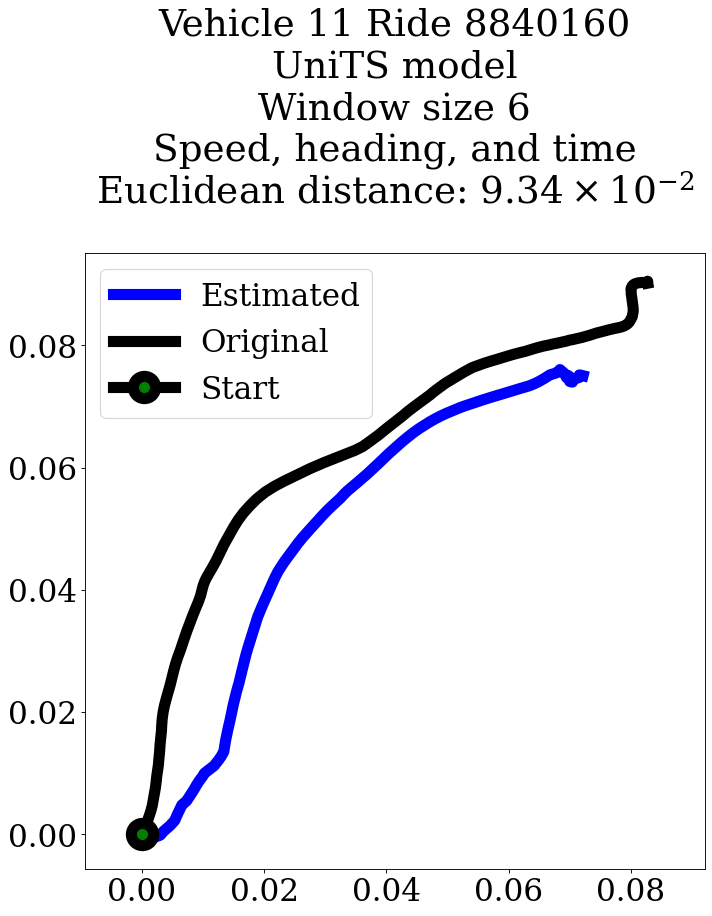 Vehicle 11 Ride 8840160
UniTS model
Window size 6
Speed, heading, and time
Euclidean distance: 9.34 × 10⁻²
Estimated
Original
Start
0.08
0.06
0.04
0.02
0.00
0.00 0.02 0.04 0.06 0.08